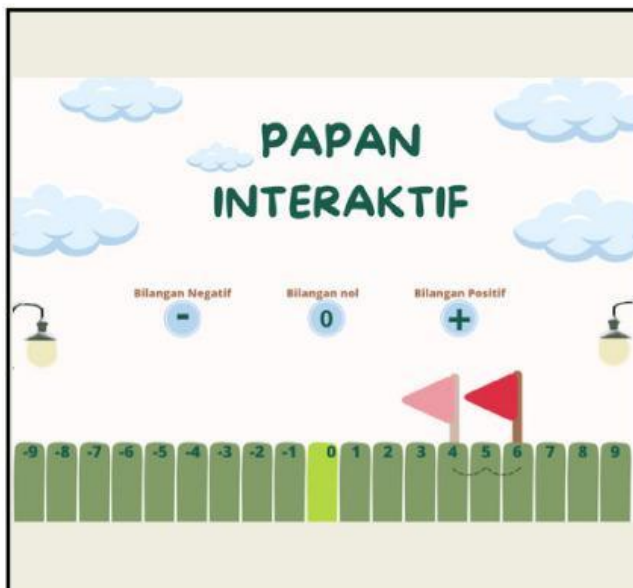 PAPAN
INTERAKTIF
Bilangan Negatif Bilangan nol Bilangan Positif
- 0 +
-9 -8 -7 -6 -5 -4 -3 -2 -1 0 1 2 3 4 5 6 7 8 9